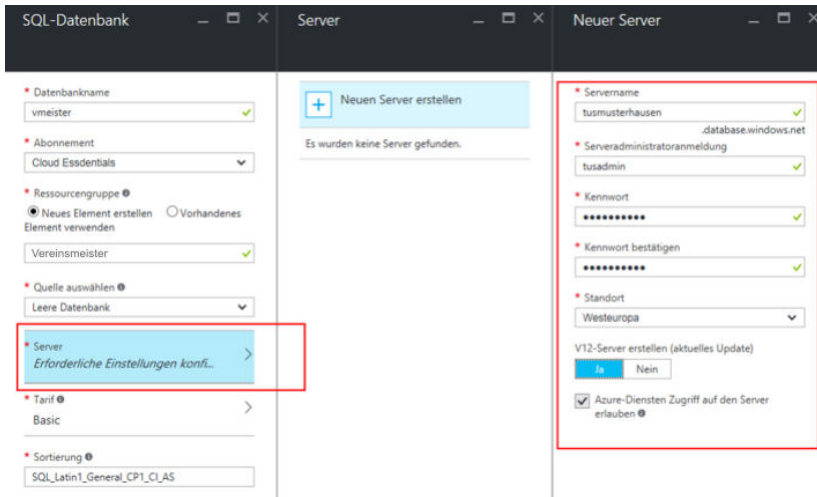 SQL-Datenbank
* Datenbankname
vmeister
* Abonnement
Cloud Essdentials
* Ressourcengruppe
Neues Element erstellen Vorhandenes
Element verwenden
Vereinsmeister
* Quelle auswählen
Leere Datenbank
* Server
Erforderliche Einstellungen konfi...
* Tarif
Basic
* Sortierung
SQL_Latin1_General_CP1_CI_AS
Server
Neuen Server erstellen
Es wurden keine Server gefunden.
Neuer Server
* Servername
tusmusterhausen
.database.windows.net
* Serveradministratoranmeldung
tusadmin
* Kennwort
••••••••••
* Kennwort bestätigen
••••••••••
* Standort
Westeuropa
V12-Server erstellen (aktuelles Update)
Ja Nein
Azure-Diensten Zugriff auf den Server
erlauben